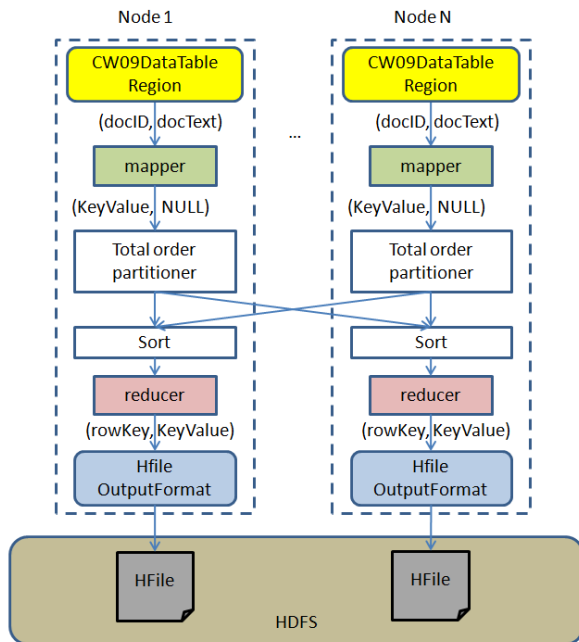 Node 1
Node N
CW09DataTable
Region
CW09DataTable
Region
(docID, docText)
(docID, docText)
...
mapper
mapper
(KeyValue, NULL)
(KeyValue, NULL)
Total order
partitioner
Total order
partitioner
Sort
Sort
reducer
reducer
(rowKey, KeyValue)
(rowKey, KeyValue)
Hfile
OutputFormat
Hfile
OutputFormat
HFile
HFile
HDFS